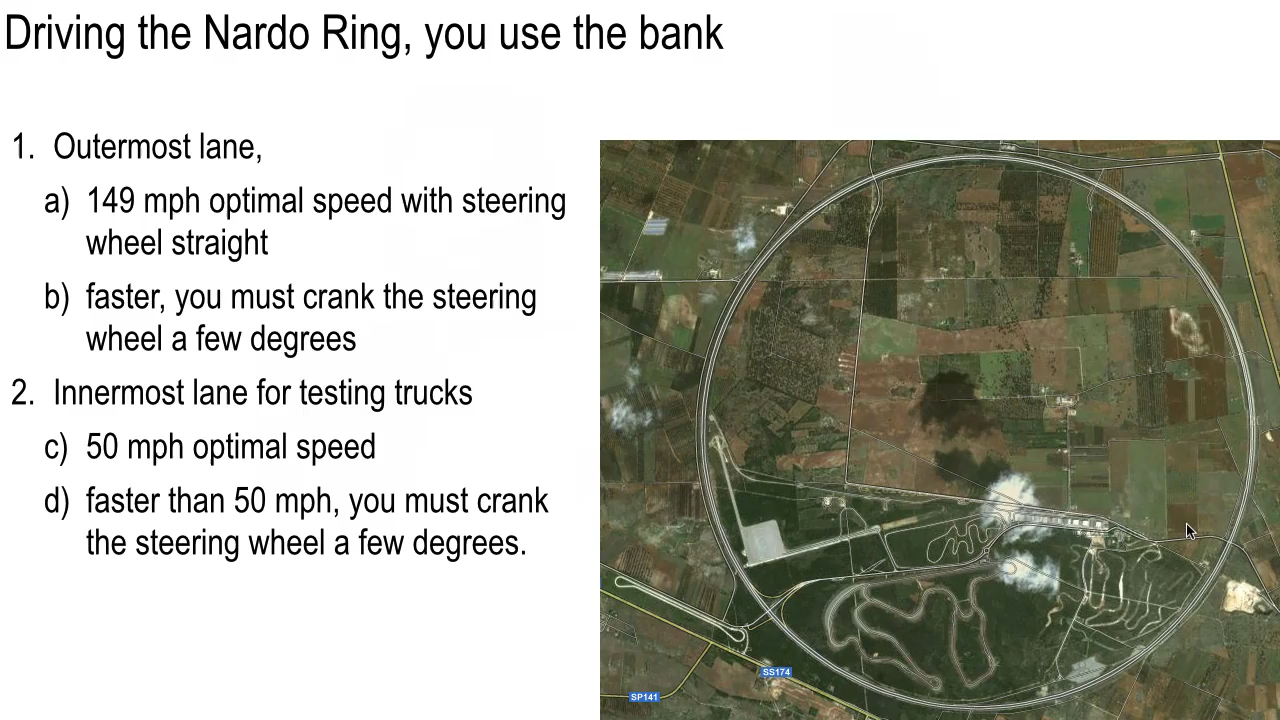 Driving the Nardo Ring, you use the bank
1. Outermost lane,
a) 149 mph optimal speed with steering
wheel straight
b) faster, you must crank the steering
wheel a few degrees
2. Innermost lane for testing trucks
c) 50 mph optimal speed
d) faster than 50 mph, you must crank
the steering wheel a few degrees.
SS174
SP141